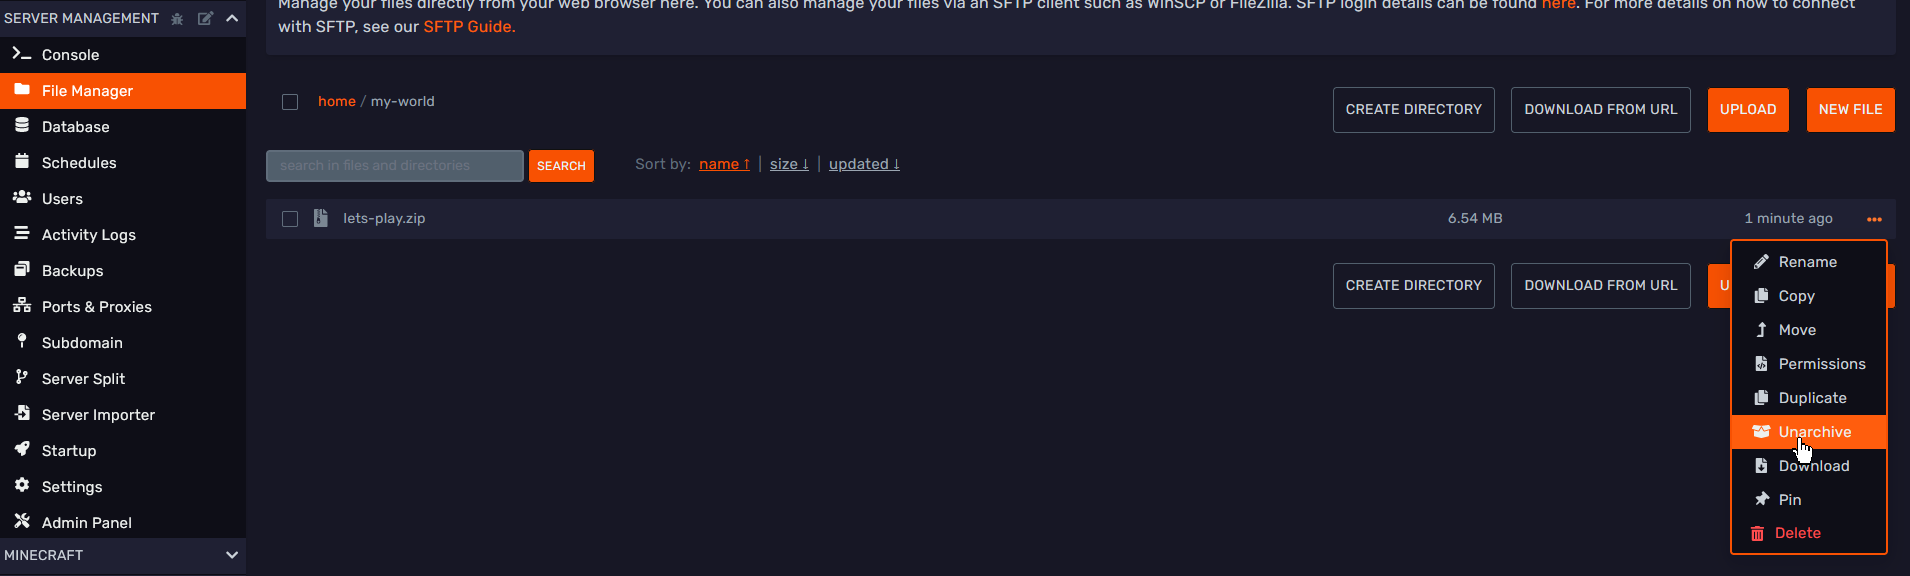 SERVER MANAGEMENT
Console
File Manager
Database
Schedules
Users
Activity Logs
Backups
Ports & Proxies
Subdomain
Server Split
Server Importer
Startup
Settings
Admin Panel
MINECRAFT
Manage your files directly from your web browser here. You can also manage your files via an SFTP client such as WinSCP or FileZilla. SFTP login details can be found here. For more details on how to connect
with SFTP, see our SFTP Guide.
home / my-world
CREATE DIRECTORY DOWNLOAD FROM URL UPLOAD NEW FILE
search in files and directories SEARCH Sort by: name ↑ | size ↓ | updated ↓
lets-play.zip 6.54 MB 1 minute ago
CREATE DIRECTORY DOWNLOAD FROM URL U
Rename
Copy
Move
Permissions
Duplicate
Unarchive
Download
Pin
Delete